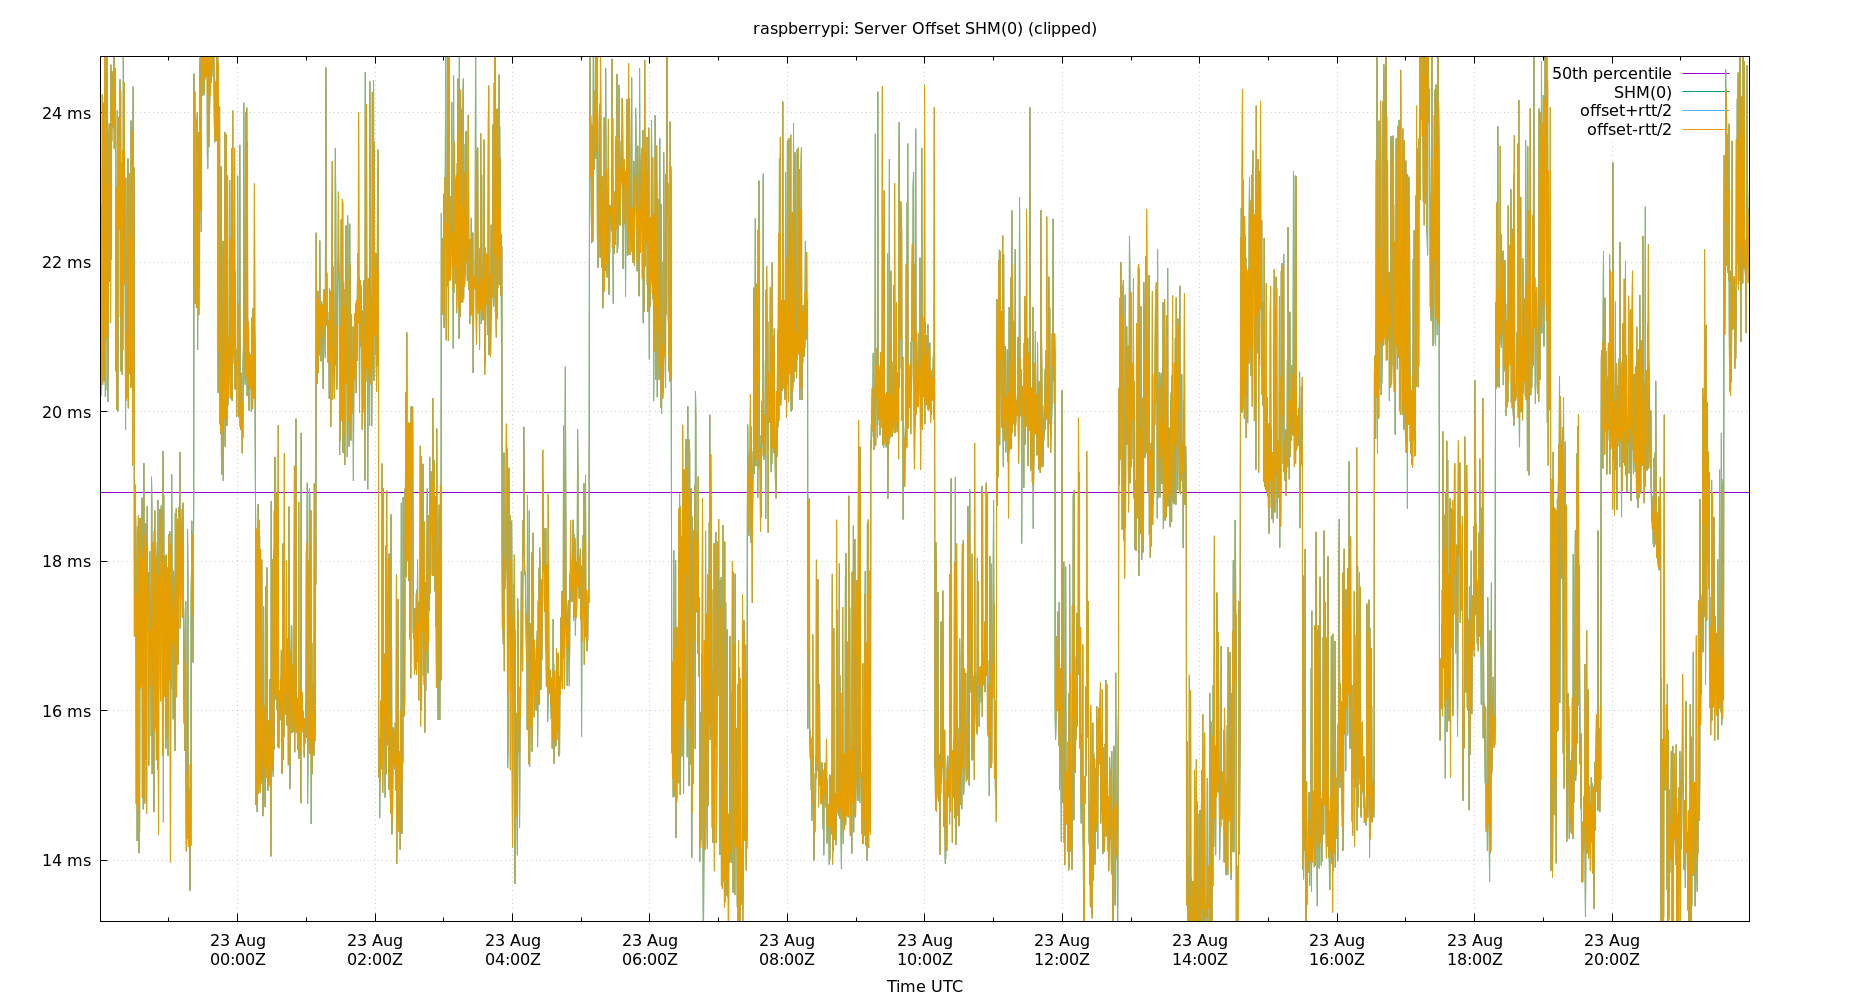 raspberrypi: Server Offset SHM(0) (clipped)
50th percentile
SHM(0)
offset+rtt/2
offset-rtt/2
24 ms
22 ms
20 ms
18 ms
16 ms
14 ms
23 Aug 23 Aug 23 Aug 23 Aug 23 Aug 23 Aug 23 Aug 23 Aug 23 Aug 23 Aug 23 Aug
00:00Z 02:00Z 04:00Z 06:00Z 08:00Z 10:00Z 12:00Z 14:00Z 16:00Z 18:00Z 20:00Z
Time UTC